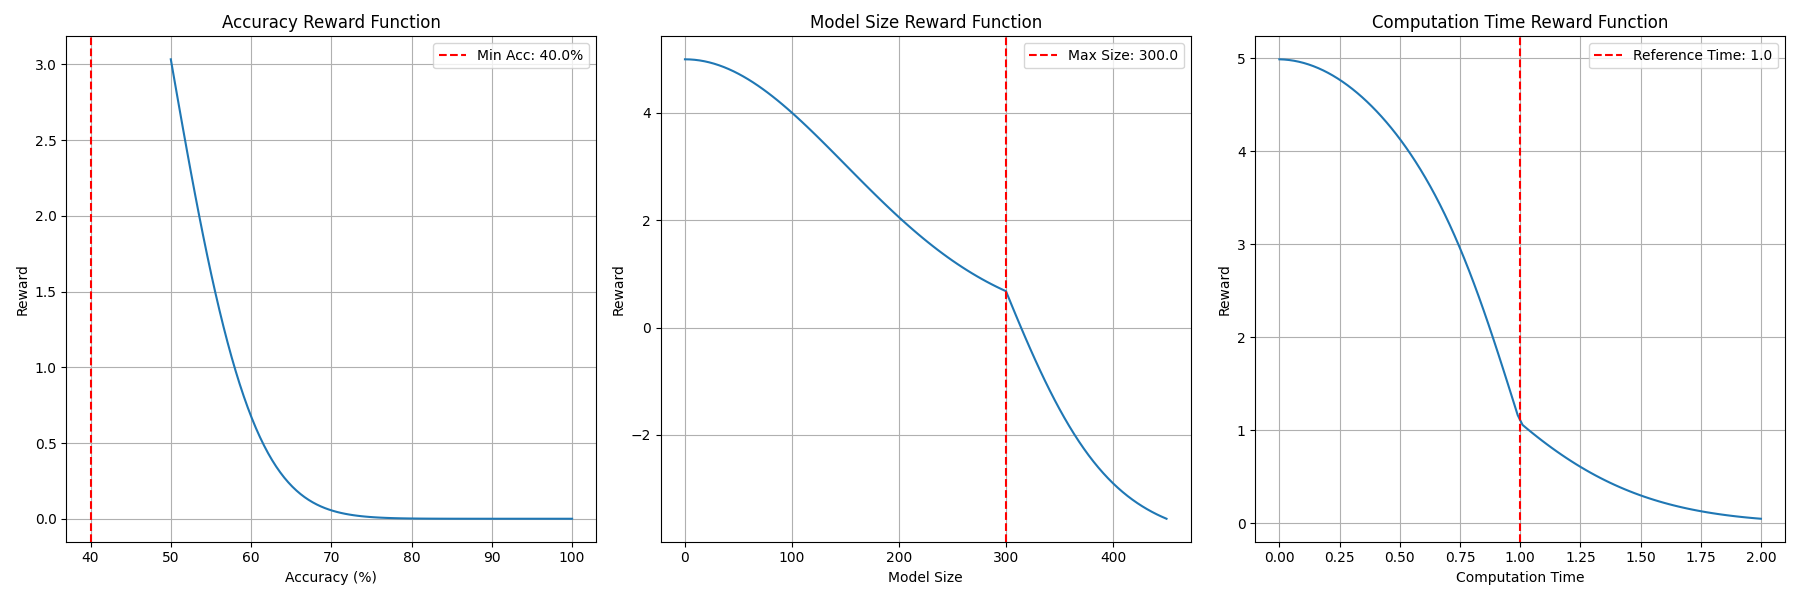 Accuracy Reward Function
Min Acc: 40.0%
3.0
2.5
2.0
1.5
1.0
0.5
0.0
Reward
40 50 60 70 80 90 100
Accuracy (%)
Model Size Reward Function
Max Size: 300.0
4
2
0
−2
Reward
0 100 200 300 400
Model Size
Computation Time Reward Function
Reference Time: 1.0
5
4
3
2
1
0
Reward
0.00 0.25 0.50 0.75 1.00 1.25 1.50 1.75 2.00
Computation Time